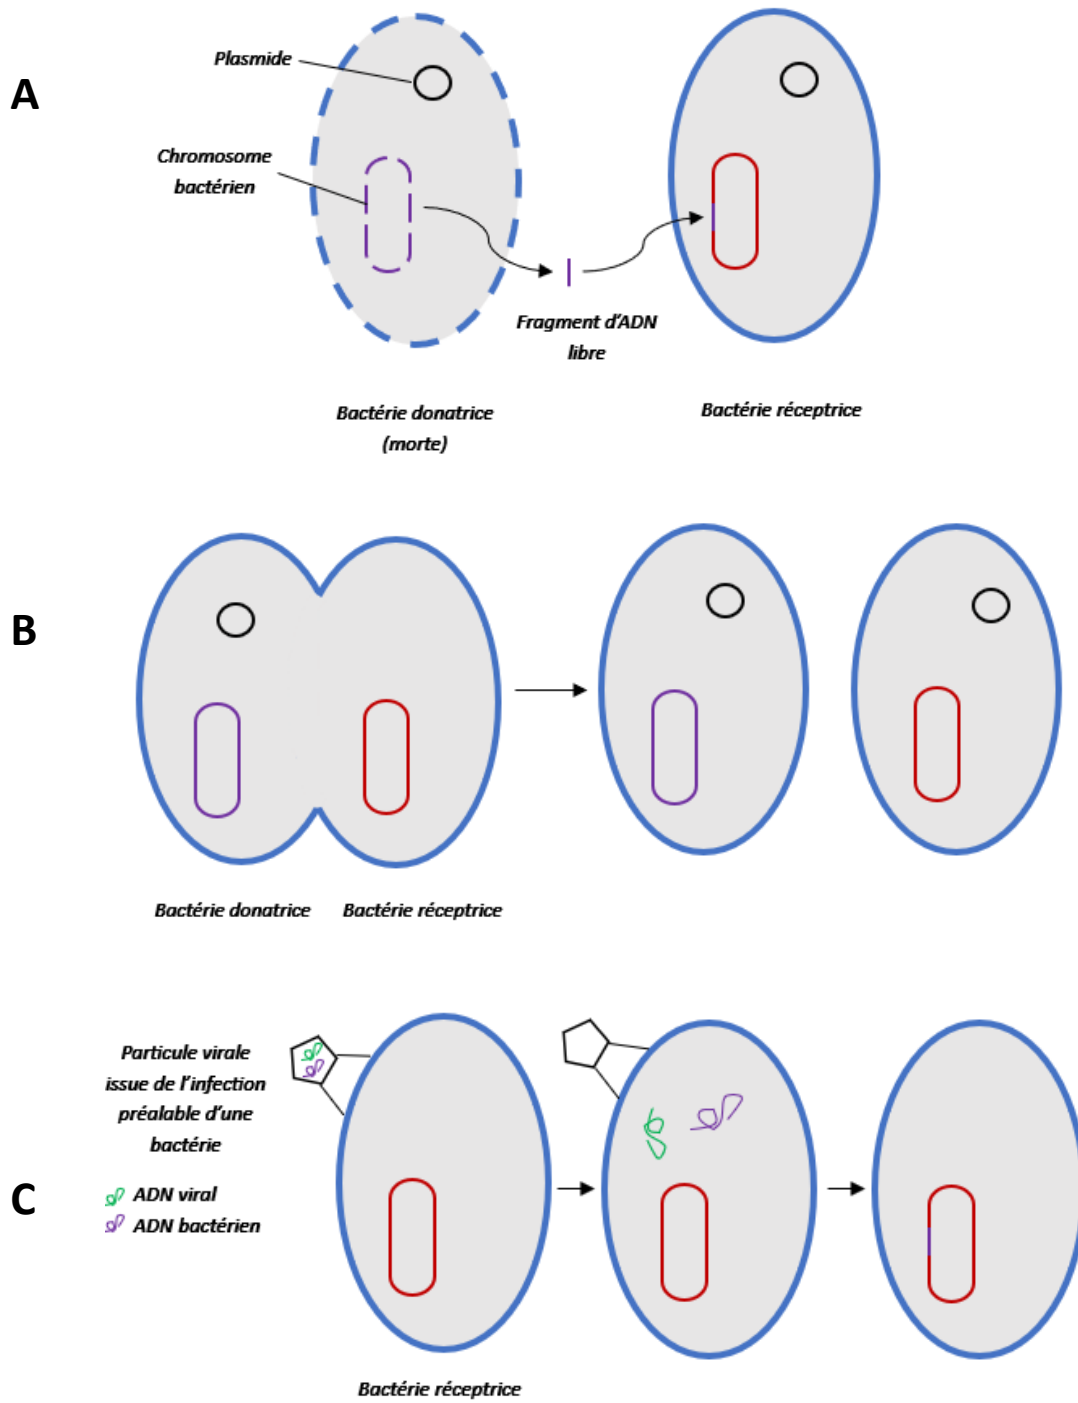 A
Plasmide
Chromosome
bactérien
Fragment d'ADN
libre
Bactérie donatrice
(morte)
Bactérie réceptrice
B
Bactérie donatrice
Bactérie réceptrice
C
Particule virale
issue de l'infection
préalable d'une
bactérie
ADN viral
ADN bactérien
Bactérie réceptrice